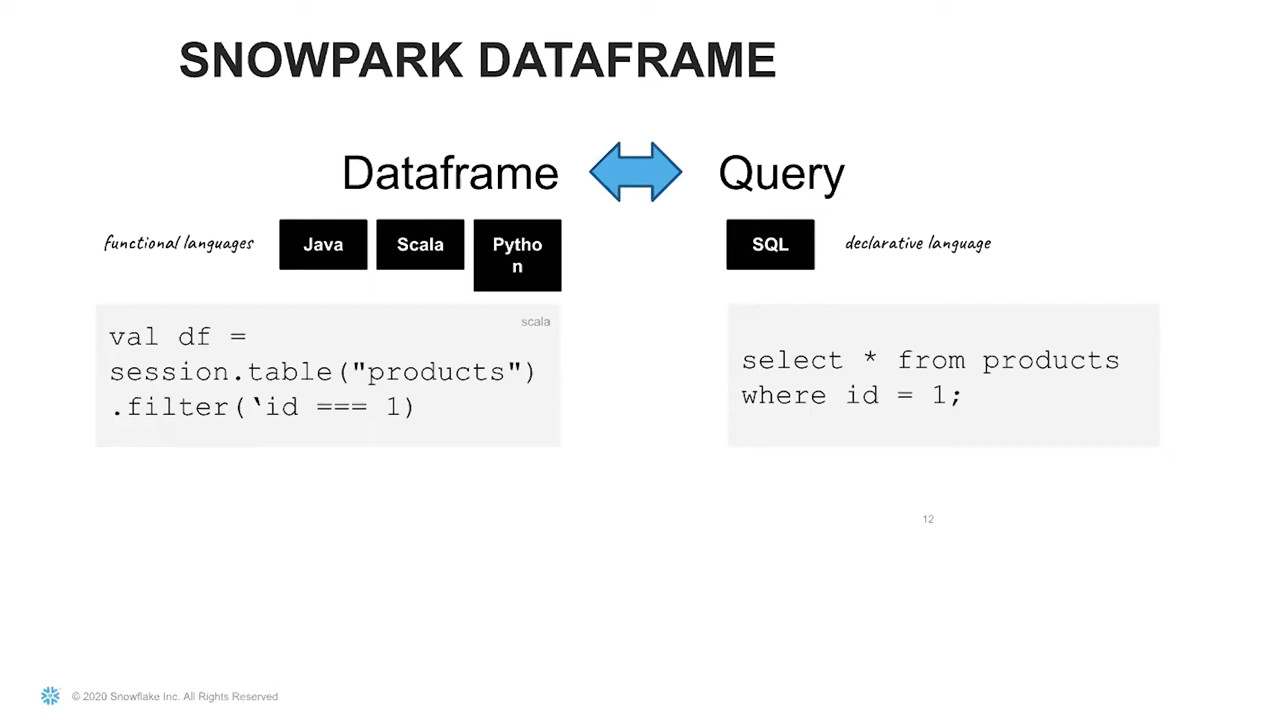 SNOWPARK DATAFRAME
Dataframe
Query
functional languages
Java
Scala
Pytho
n
SQL
declarative language
scala
val df =
session.table("products")
.filter(‛id === 1)
select * from products
where id = 1;
12
© 2020 Snowflake Inc. All Rights Reserved